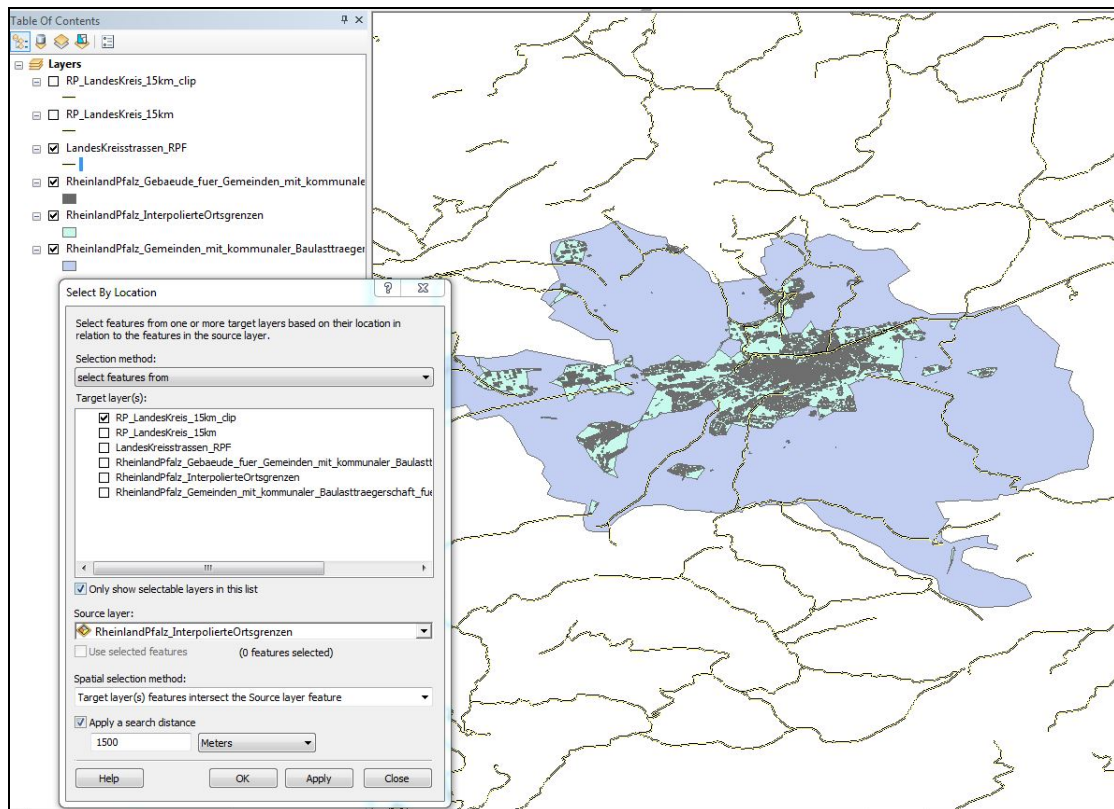 Table Of Contents
Layers
RP_LandesKreis_15km_clip
RP_LandesKreis_15km
LandesKreisstrassen_RPF
RheinlandPfalz_Gebaeude_fuer_Gemeinden_mit_kommunale
RheinlandPfalz_InterpolierteOrtsgrenzen
RheinlandPfalz_Gemeinden_mit_kommunaler_Baulasttraeger
Select By Location
Select features from one or more target layers based on their location in
relation to the features in the source layer.
Selection method:
select features from
Target layer(s):
RP_LandesKreis_15km_clip
RP_LandesKreis_15km
LandesKreisstrassen_RPF
RheinlandPfalz_Gebaeude_fuer_Gemeinden_mit_kommunaler_Baulastt
RheinlandPfalz_InterpolierteOrtsgrenzen
RheinlandPfalz_Gemeinden_mit_kommunaler_Baulasttraegerschaft_fue
Only show selectable layers in this list
Source layer:
RheinlandPfalz_InterpolierteOrtsgrenzen
Use selected features (0 features selected)
Spatial selection method:
Target layer(s) features intersect the Source layer feature
Apply a search distance
1500 Meters
Help OK Apply Close